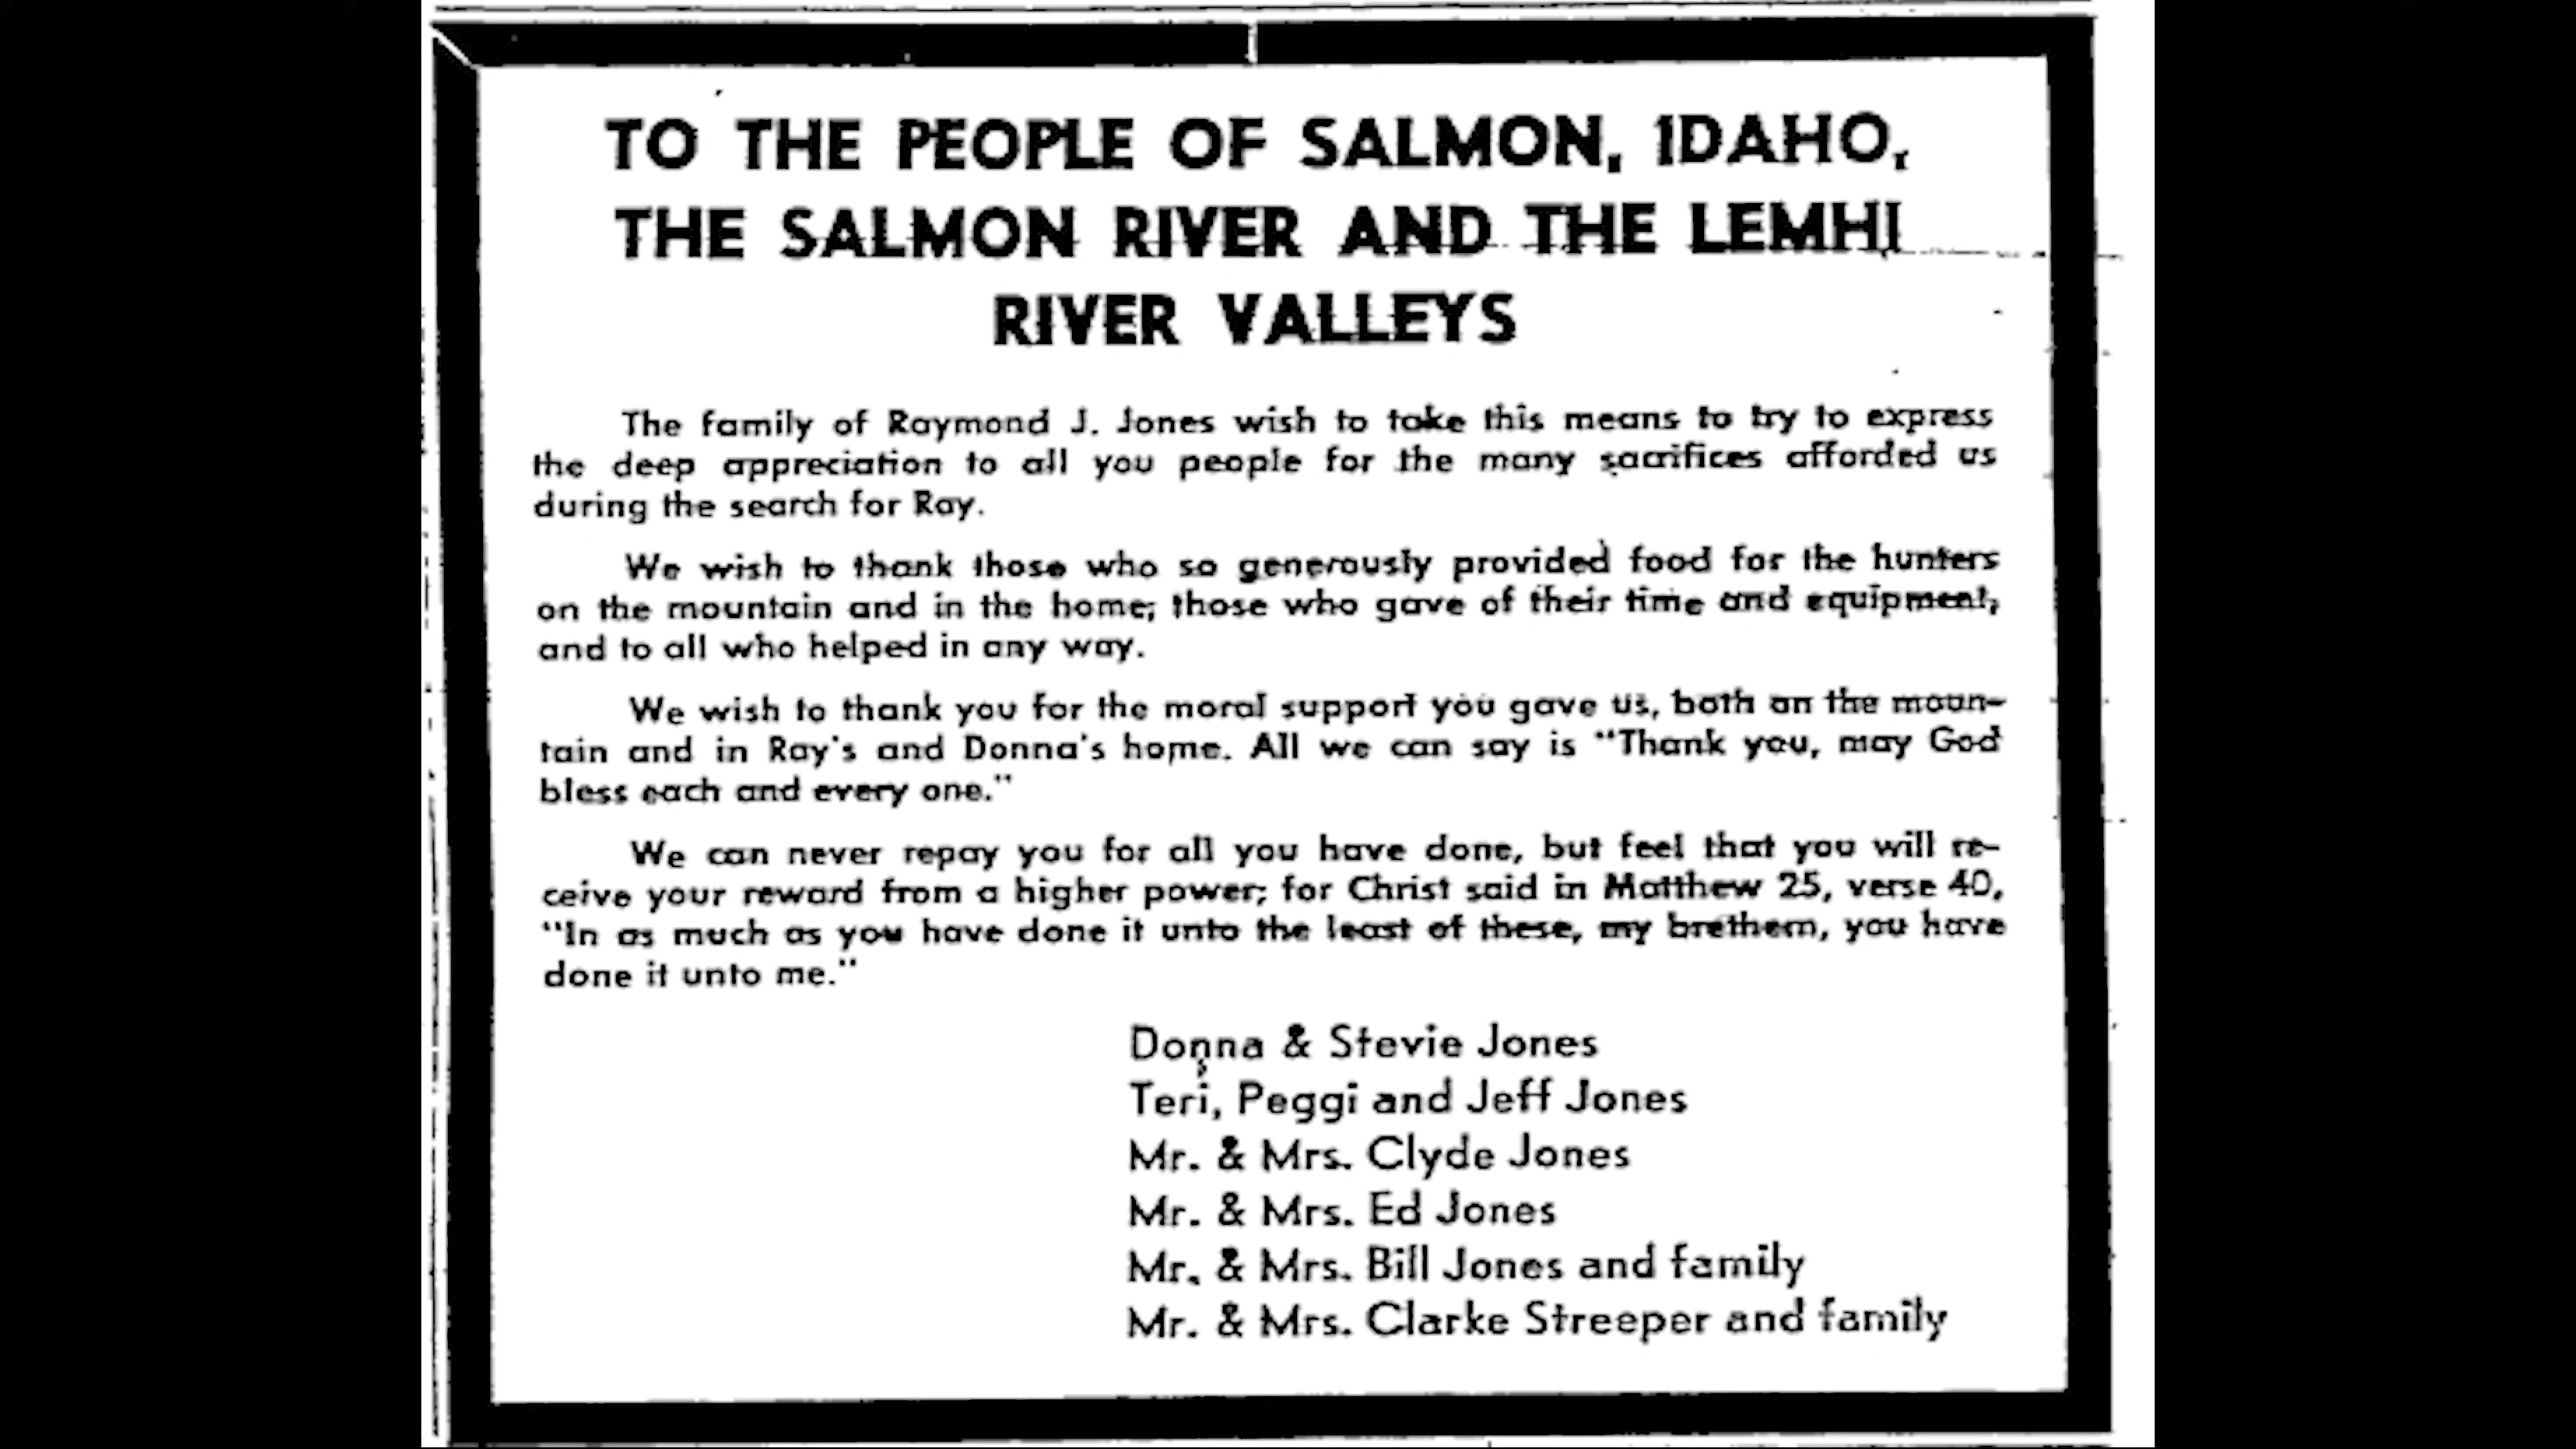 TO THE PEOPLE OF SALMON, IDAHO,
THE SALMON RIVER AND THE LEMHI
RIVER VALLEYS
The family of Raymond J. Jones wish to take this means to try to express
the deep appreciation to all you people for the many sacrifices afforded us
during the search for Ray.
We wish to thank those who so generously provided food for the hunters
on the mountain and in the home; those who gave of their time and equipment,
and to all who helped in any way.
We wish to thank you for the moral support you gave us, both on the moun-
tain and in Ray's and Donna's home. All we can say is "Thank you, may God
bless each and every one."
We can never repay you for all you have done, but feel that you will re-
ceive your reward from a higher power; for Christ said in Matthew 25, verse 40,
"In as much as you have done it unto the least of these, my brethern, you have
done it unto me."
Donna & Stevie Jones
Teri, Peggi and Jeff Jones
Mr. & Mrs. Clyde Jones
Mr. & Mrs. Ed Jones
Mr. & Mrs. Bill Jones and family
Mr. & Mrs. Clarke Streeper and family